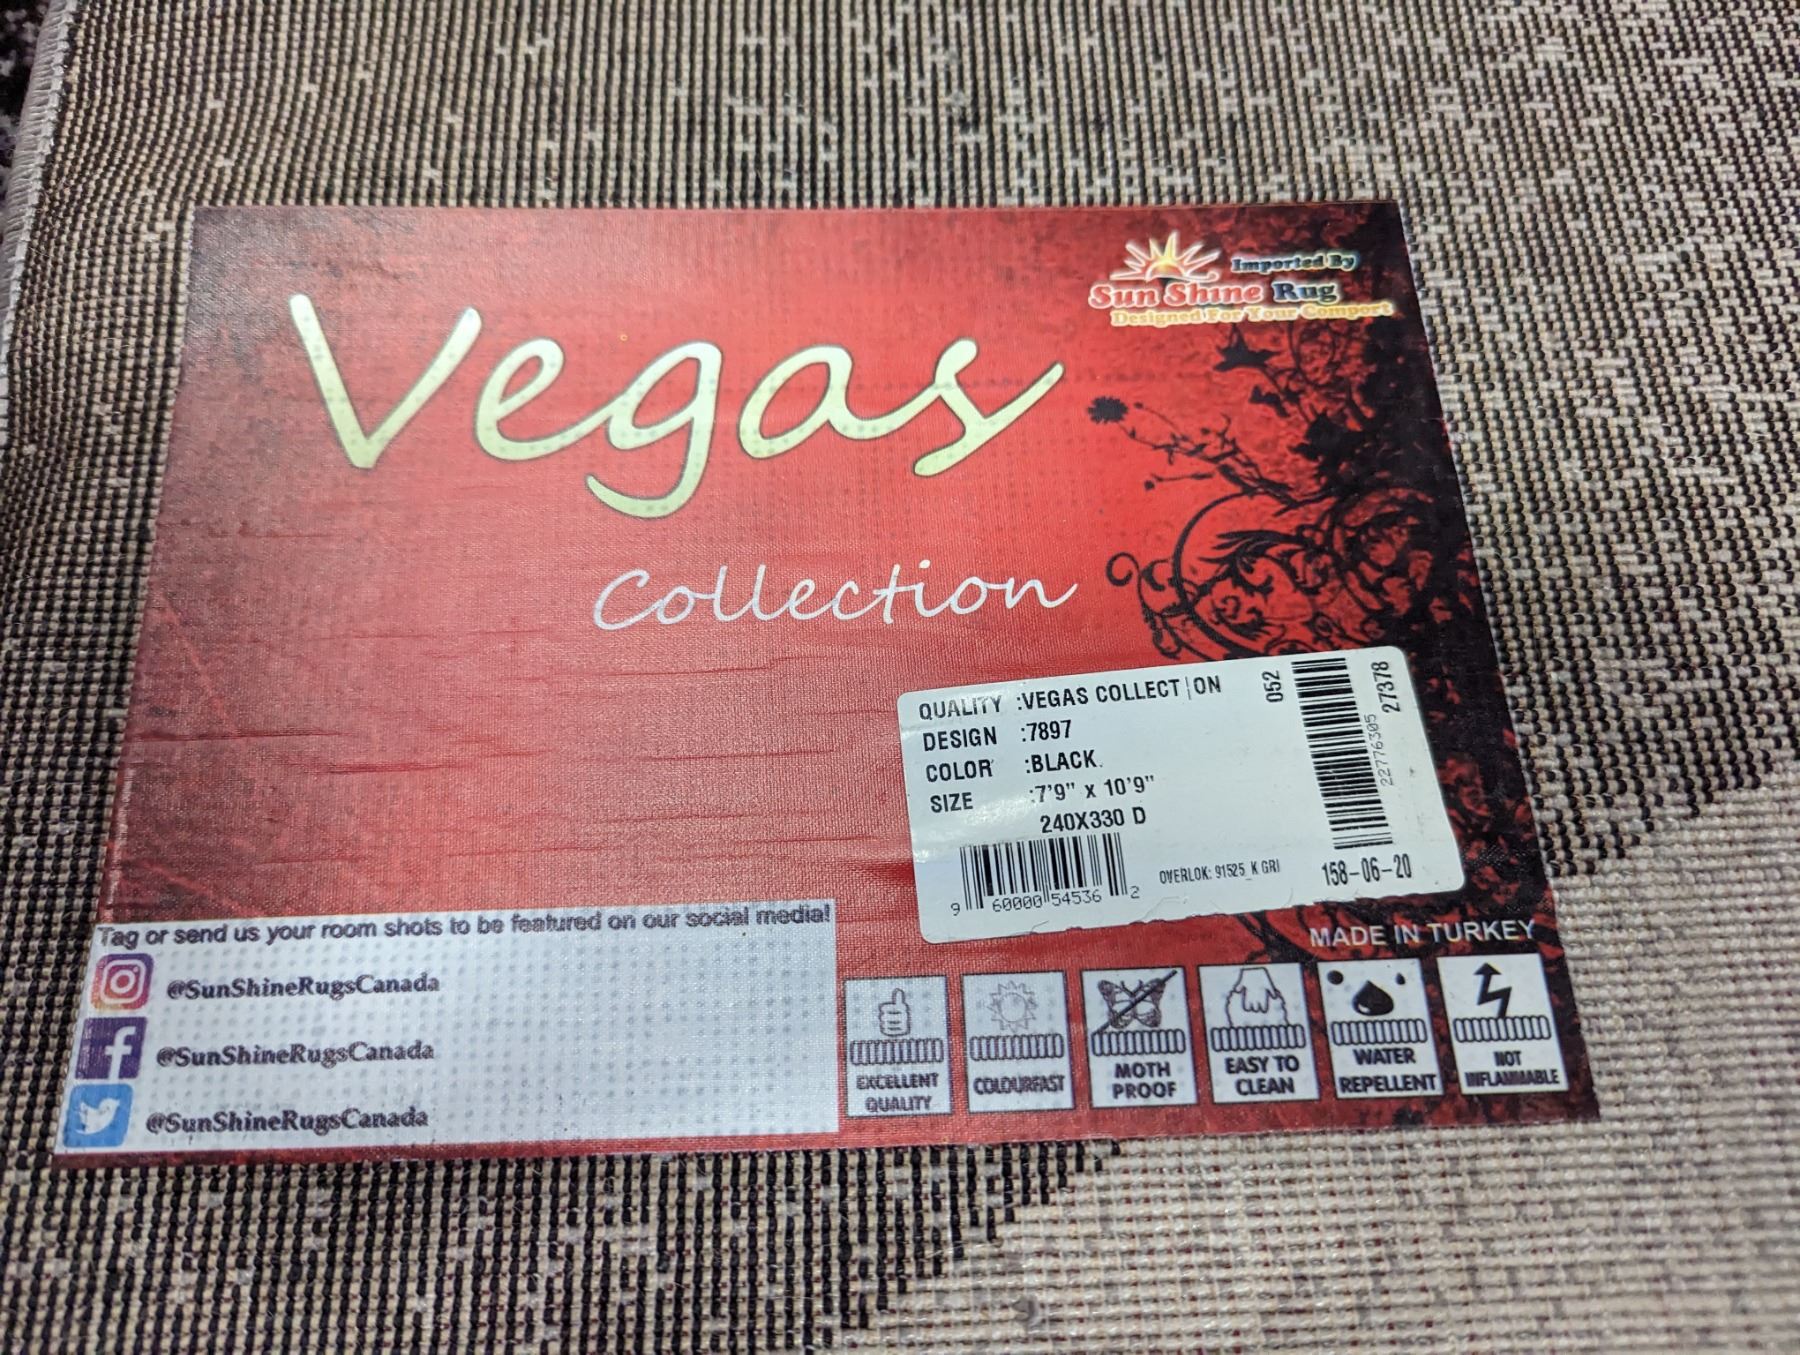 Imported By
Sun Shine Rug
Designed For Your Comport
Vegas
Collection
QUALITY :VEGAS COLLECTION
DESIGN :7897
COLOR :BLACK
SIZE :7'9" x 10'9"
240X330 D
9 60000 54536 2
OVERLOK: 91525_K GRI
052
22776305
27378
158-06-20
MADE IN TURKEY
Tag or send us your room shots to be featured on our social media!
@SunShineRugsCanada
@SunShineRugsCanada
@SunShineRugsCanada
EXCELLENT
QUALITY
COLOURFAST
MOTH
PROOF
EASY TO
CLEAN
WATER
REPELLENT
NOT
INFLAMMABLE